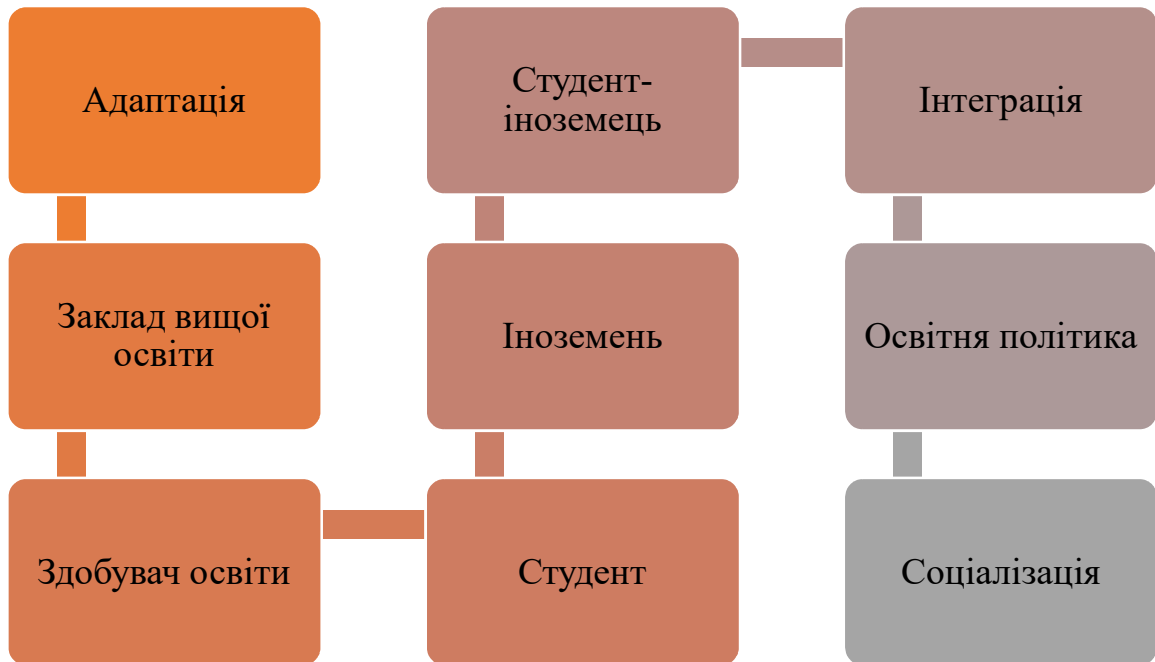 Адаптація
Заклад вищої
освіти
Здобувач освіти
Студент
Іноземень
Студент-
іноземець
Інтеграція
Освітня політика
Соціалізація